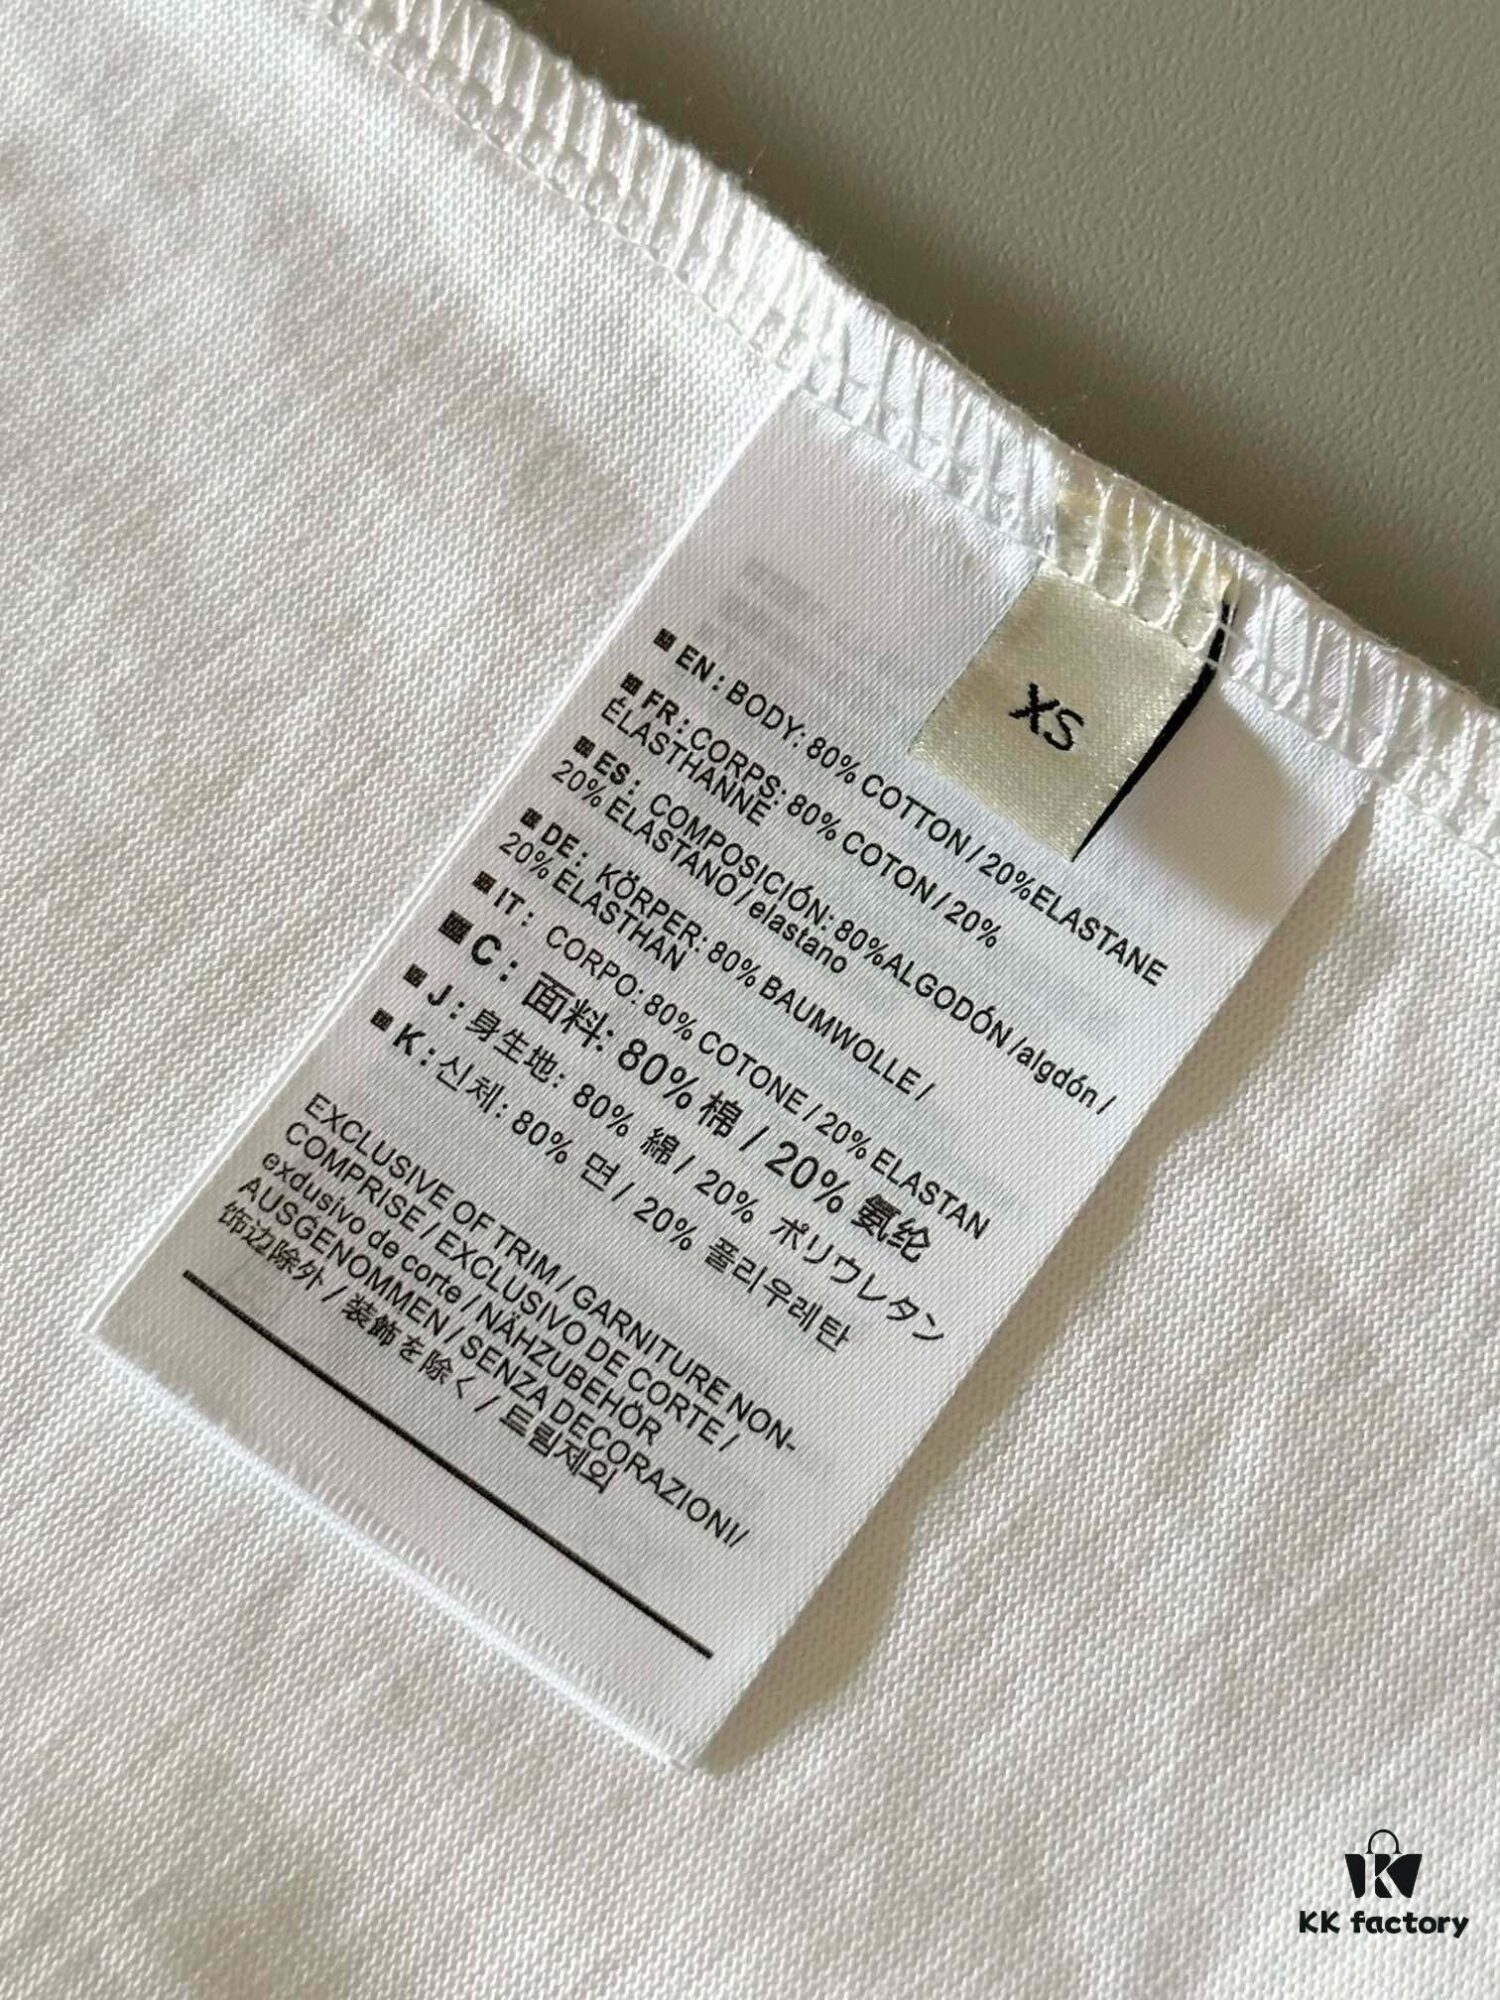 XS
EN: BODY: 80% COTTON / 20%ELASTANE
FR: CORPS: 80% COTON / 20%
ÉLASTHANNE
ES: COMPOSICIÓN: 80%ALGODÓN /algdón /
20% ELASTANO / elastano
DE: KÖRPER: 80% BAUMWOLLE /
20% ELASTHAN
IT: CORPO: 80% COTONE / 20% ELASTAN
C: 面料: 80% 棉 / 20% 氨纶
J: 身生地: 80% 綿 / 20% ポリウレタン
K: 신체: 80% 면 / 20% 폴리우레탄
EXCLUSIVE OF TRIM / GARNITURE NON-
COMPRISE / EXCLUSIVO DE CORTE /
exdusivo de corte / NÄHZUBEHÖR
AUSGENOMMEN / SENZA DECORAZIONI/
饰边除外 / 装飾を除く / 트림제외
KK factory